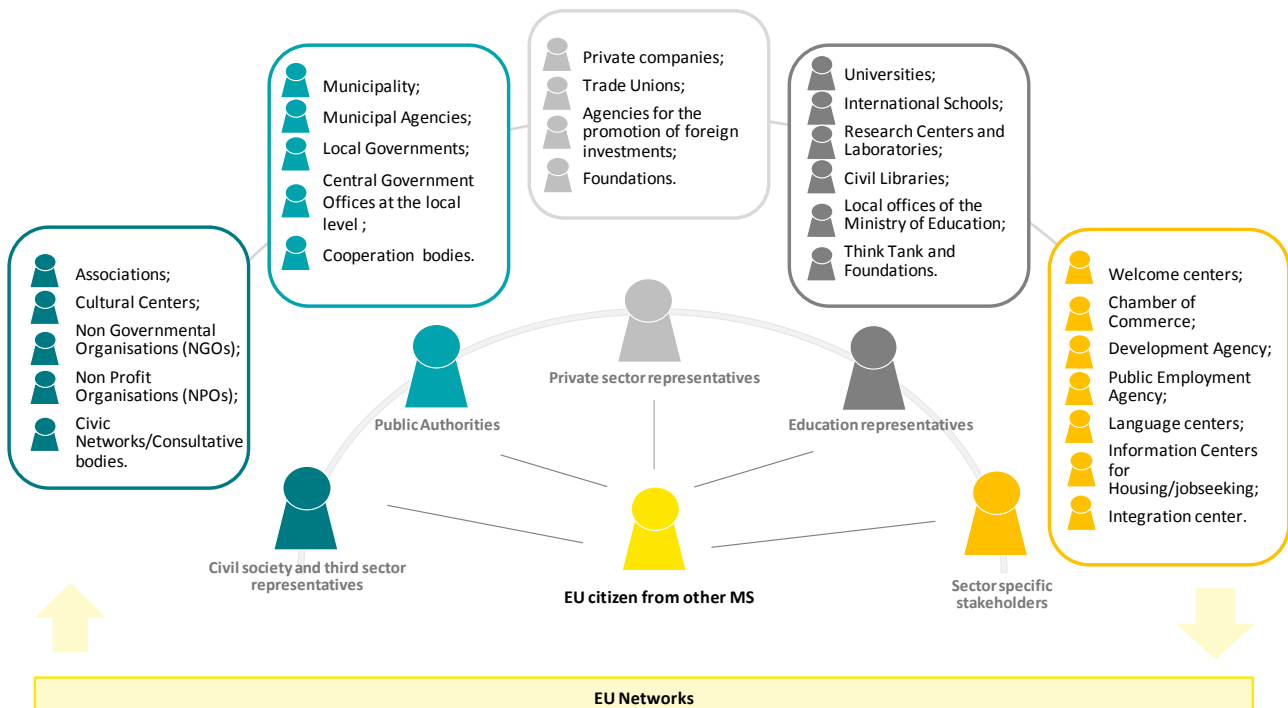 Private companies;
Trade Unions;
Agencies for the
promotion of foreign
investments;
Foundations.
Municipality;
Municipal Agencies;
Local Governments;
Central Government
Offices at the local
level ;
Cooperation bodies.
Universities;
International Schools;
Research Centers and
Laboratories;
Civil Libraries;
Local offices of the
Ministry of Education;
Think Tank and
Foundations.
Associations;
Cultural Centers;
Non Governmental
Organisations (NGOs);
Non Profit
Organisations (NPOs);
Civic
Networks/Consultative
bodies.
Welcome centers;
Chamber of
Commerce;
Development Agency;
Public Employment
Agency;
Language centers;
Information Centers
for
Housing/jobseeking;
Integration center.
Private sector representatives
Public Authorities
Education representatives
Civil society and third sector
representatives
EU citizen from other MS
Sector specific
stakeholders
EU Networks